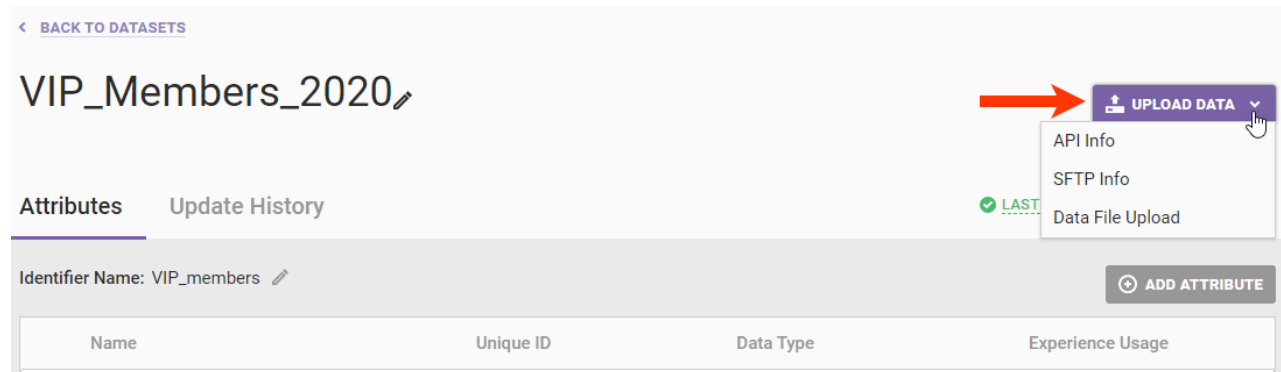 BACK TO DATASETS
VIP_Members_2020
UPLOAD DATA
API Info
SFTP Info
Data File Upload
Attributes
Update History
LAST
Identifier Name: VIP_members
ADD ATTRIBUTE
Name Unique ID Data Type Experience Usage